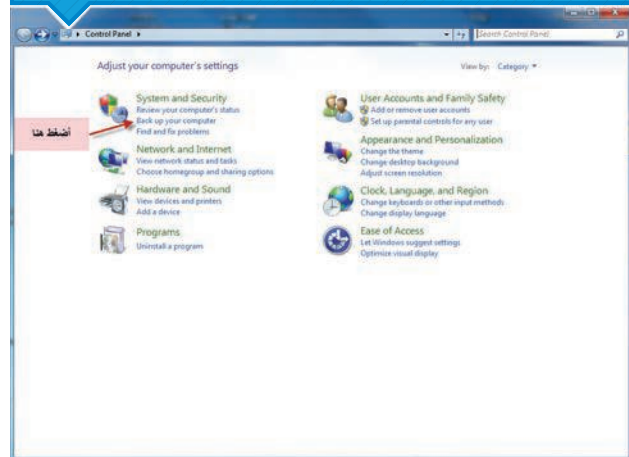 Control Panel
Search Control Panel
Adjust your computer's settings
View by: Category
System and Security
Review your computer's status
Back up your computer
Find and fix problems
أضغط هنا
Network and Internet
View network status and tasks
Choose homegroup and sharing options
Hardware and Sound
View devices and printers
Add a device
Programs
Uninstall a program
User Accounts and Family Safety
Add or remove user accounts
Set up parental controls for any user
Appearance and Personalization
Change the theme
Change desktop background
Adjust screen resolution
Clock, Language, and Region
Change keyboards or other input methods
Change display language
Ease of Access
Let Windows suggest settings
Optimize visual display